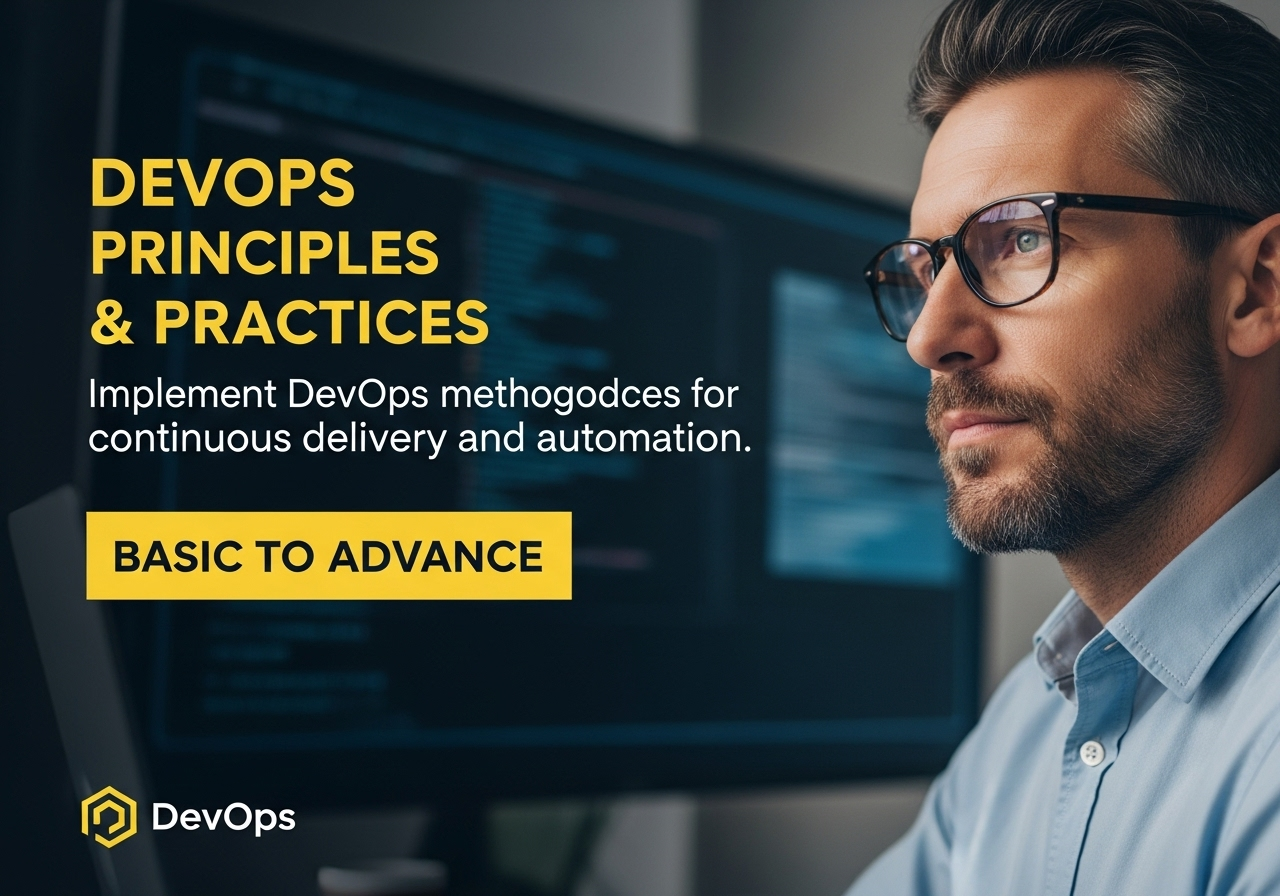 DEVOPS
PRINCIPLES
& PRACTICES
Implement DevOps methogodces for
continuous delivery and automation.
BASIC TO ADVANCE
DevOps